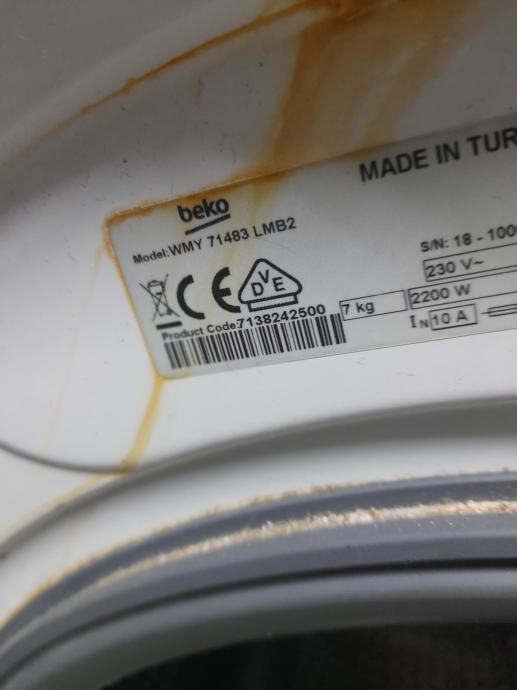 MADE IN TUR
beko
Model:WMY 71483 LMB2
S/N: 18 - 100
230 V~
DVE
7 kg
2200 W
Product Code:7138242500
IN 10 A